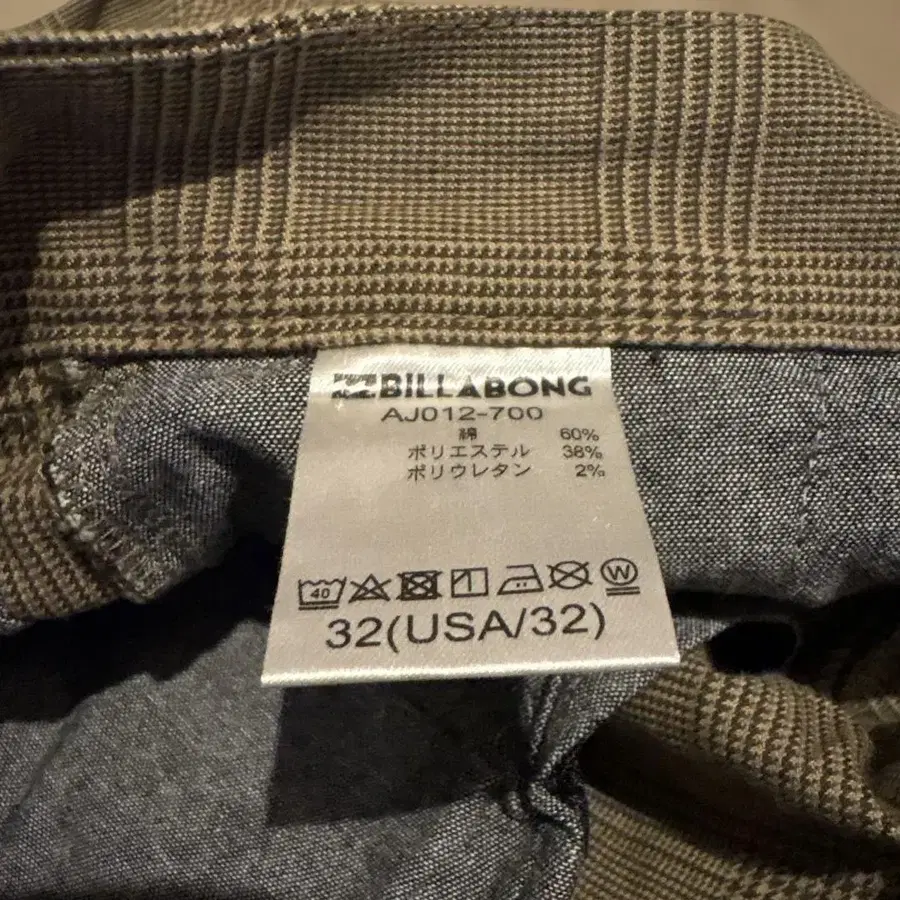 BILLABONG
AJ012-700
綿 60%
ポリエステル 38%
ポリウレタン 2%
40 W
32(USA/32)